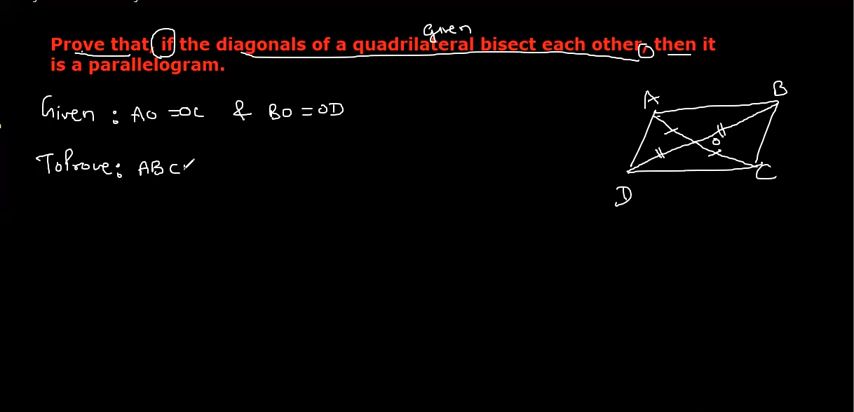 given
Prove that if the diagonals of a quadrilateral bisect each other, then it
is a parallelogram.
Given : AO = OC & BO = OD
To Prove : ABC
A
B
O
D
C